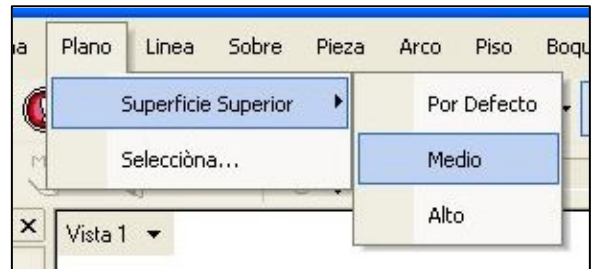 Plano Linea Sobre Pieza Arco Piso
Superficie Superior
Selecciòna...
Por Defecto
Medio
Alto
Vista 1